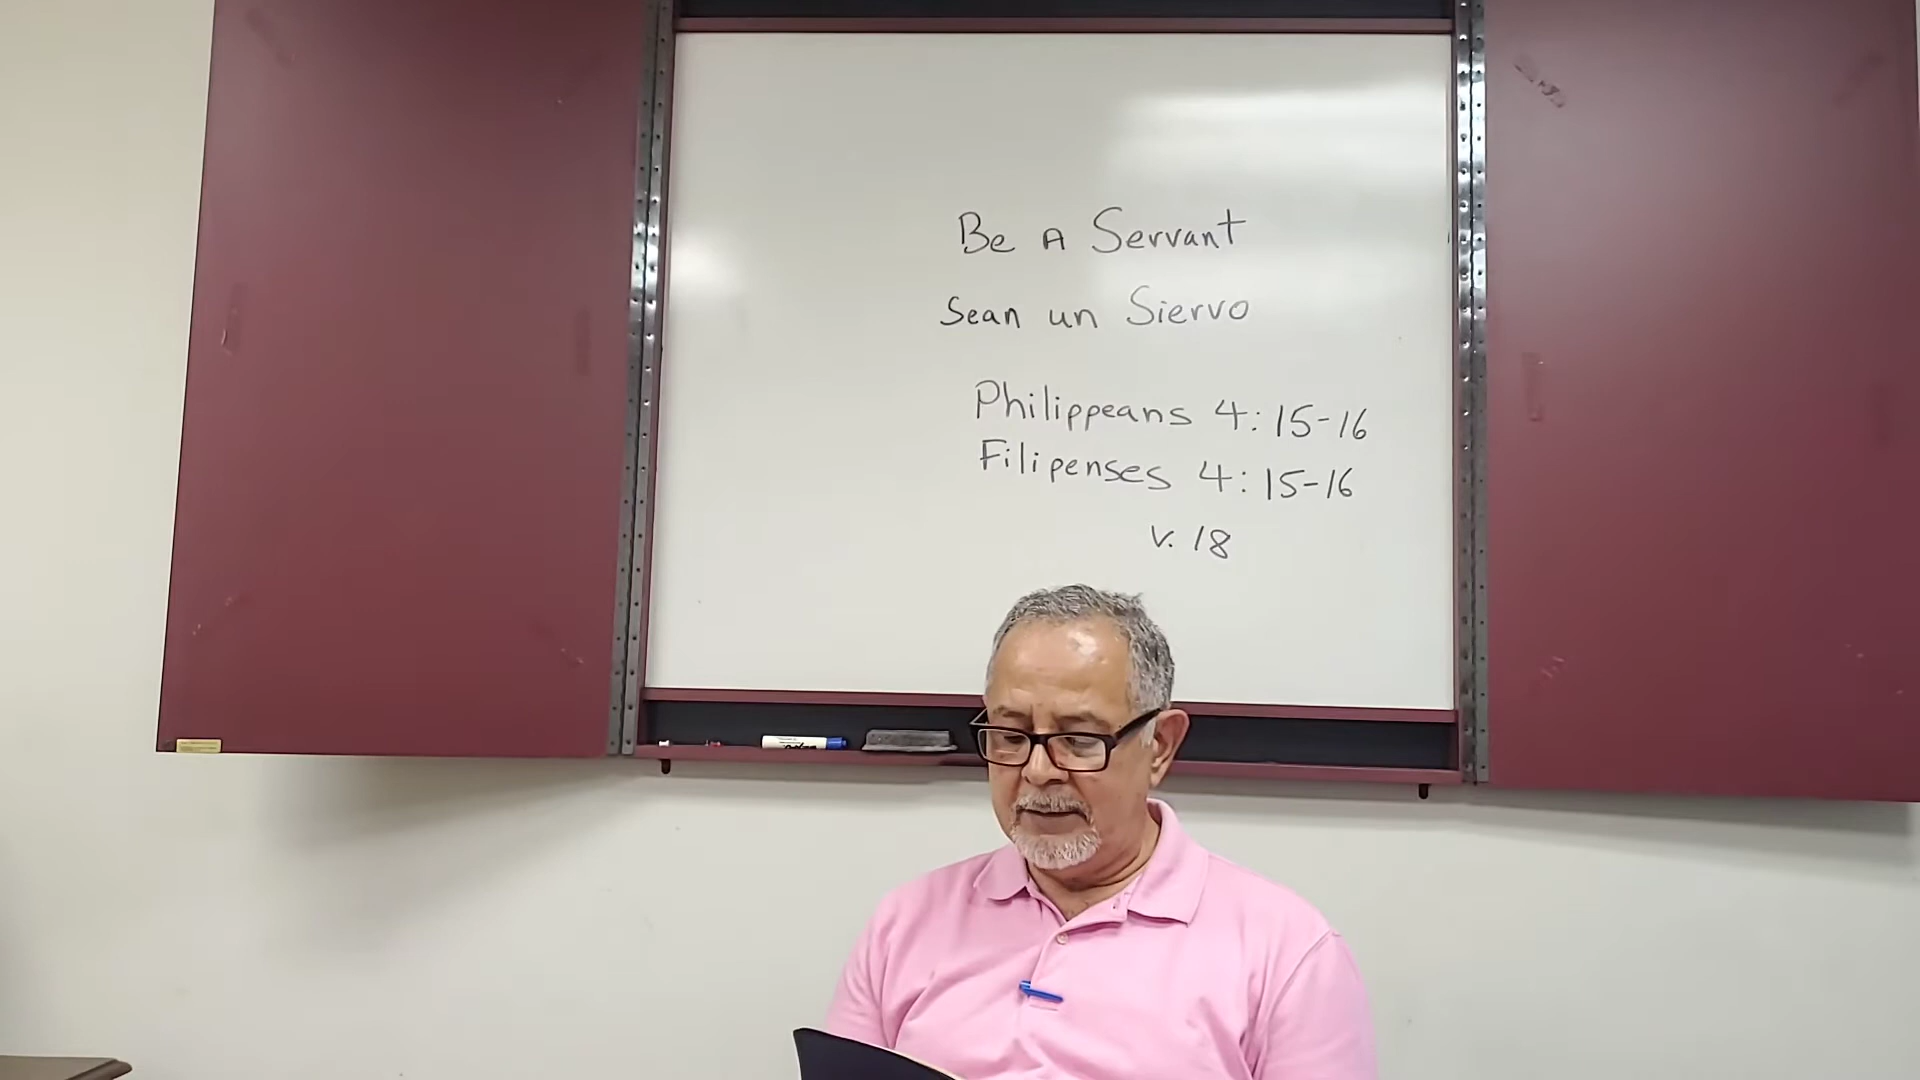 Be A Servant
Sean un Siervo
Philippeans 4:15-16
Filipenses 4:15-16
v. 18